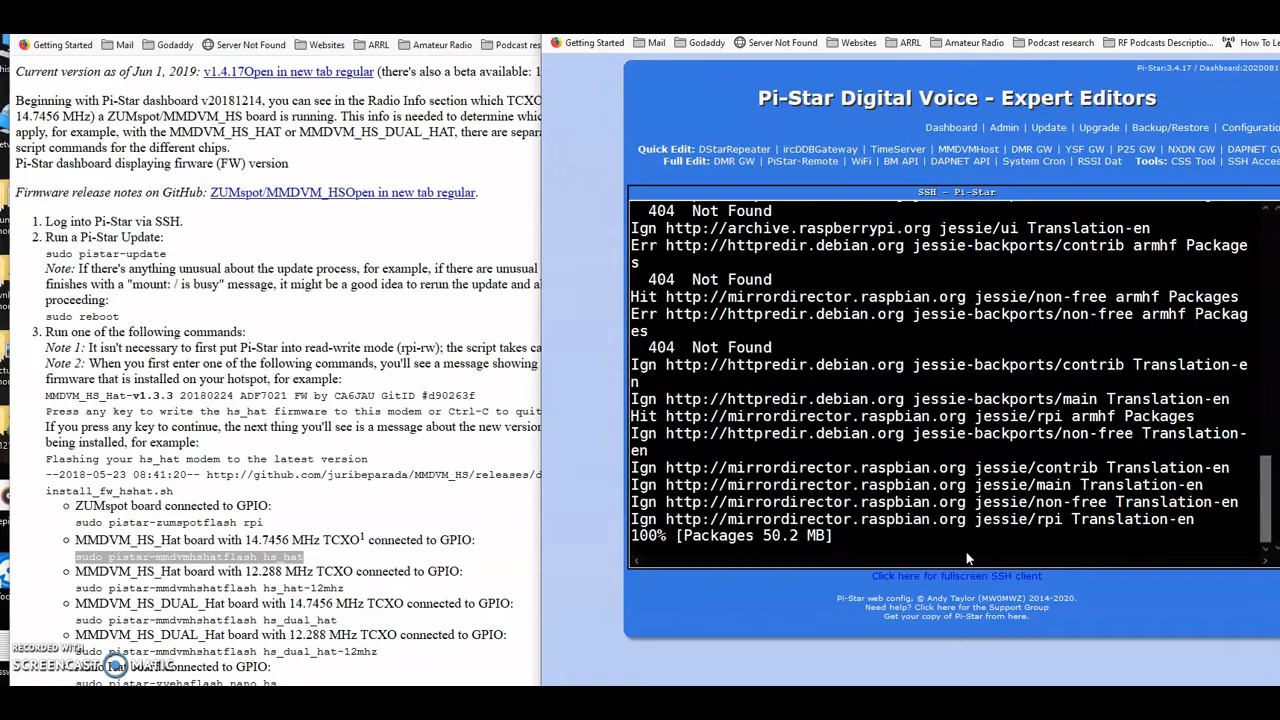 Getting Started Mail Godaddy Server Not Found Websites ARRL Amateur Radio Podcast res
Current version as of Jun 1, 2019: v1.4.17Open in new tab regular (there's also a beta available: 1
Beginning with Pi-Star dashboard v20181214, you can see in the Radio Info section which TCXO
14.7456 MHz) a ZUMspot/MMDVM_HS board is running. This info is needed to determine whic
apply, for example, with the MMDVM_HS_HAT or MMDVM_HS_DUAL_HAT, there are separ
script commands for the different chips.
Pi-Star dashboard displaying firware (FW) version
Firmware release notes on GitHub: ZUMspot/MMDVM_HSOpen in new tab regular.
1. Log into Pi-Star via SSH.
2. Run a Pi-Star Update:
sudo pistar-update
Note: If there's anything unusual about the update process, for example, if there are unusual
finishes with a "mount: / is busy" message, it might be a good idea to rerun the update and al
proceeding:
sudo reboot
3. Run one of the following commands:
Note 1: It isn't necessary to first put Pi-Star into read-write mode (rpi-rw); the script takes ca
Note 2: When you first enter one of the following commands, you'll see a message showing
firmware that is installed on your hotspot, for example:
MMDVM_HS_Hat-v1.3.3 20180224 ADF7021 FW by CA6JAU GitID #d90263f
Press any key to write the hs_hat firmware to this modem or Ctrl-C to quit
If you press any key to continue, the next thing you'll see is a message about the new version
being installed, for example:
Flashing your hs_hat modem to the latest version
--2018-05-23 08:41:20-- http://github.com/juribeparada/MMDVM_HS/releases/d
install_fw_hshat.sh
ZUMspot board connected to GPIO:
sudo pistar-zumspotflash rpi
MMDVM_HS_Hat board with 14.7456 MHz TCXO1 connected to GPIO:
sudo pistar-mmdvmhshatflash hs_hat
MMDVM_HS_Hat board with 12.288 MHz TCXO connected to GPIO:
sudo pistar-mmdvmhshatflash hs_hat-12mhz
MMDVM_HS_DUAL_Hat board with 14.7456 MHz TCXO connected to GPIO:
sudo pistar-mmdvmhshatflash hs_dual_hat
MMDVM_HS_DUAL_Hat board with 12.288 MHz TCXO connected to GPIO:
hs_dual_hat-12mhz
connected to GPIO:
nano_hs
RECORDED WITH
SCREENCAST MATIC
Getting Started Mail Godaddy Server Not Found Websites ARRL Amateur Radio Podcast research RF Podcasts Descriptio... How To Le
Pi-Star:3.4.17 / Dashboard:2020081
Pi-Star Digital Voice - Expert Editors
Dashboard | Admin | Update | Upgrade | Backup/Restore | Configuratio
Quick Edit: DStarRepeater | ircDDBGateway | TimeServer | MMDVMHost | DMR GW | YSF GW | P25 GW | NXDN GW | DAPNET GW
Full Edit: DMR GW | PiStar-Remote | WiFi | BM API | DAPNET API | System Cron | RSSI Dat Tools: CSS Tool | SSH Acces
SSH - Pi-Star
404 Not Found
Ign http://archive.raspberrypi.org jessie/ui Translation-en
Err http://httpredir.debian.org jessie-backports/contrib armhf Package
s
404 Not Found
Hit http://mirrordirector.raspbian.org jessie/non-free armhf Packages
Err http://httpredir.debian.org jessie-backports/non-free armhf Packag
es
404 Not Found
Ign http://httpredir.debian.org jessie-backports/contrib Translation-e
n
Ign http://httpredir.debian.org jessie-backports/main Translation-en
Hit http://mirrordirector.raspbian.org jessie/rpi armhf Packages
Ign http://httpredir.debian.org jessie-backports/non-free Translation-
en
Ign http://mirrordirector.raspbian.org jessie/contrib Translation-en
Ign http://mirrordirector.raspbian.org jessie/main Translation-en
Ign http://mirrordirector.raspbian.org jessie/non-free Translation-en
Ign http://mirrordirector.raspbian.org jessie/rpi Translation-en
100% [Packages 50.2 MB]
Click here for fullscreen SSH client
Pi-Star web config, © Andy Taylor (MW0MWZ) 2014-2020.
Need help? Click here for the Support Group
Get your copy of Pi-Star from here.